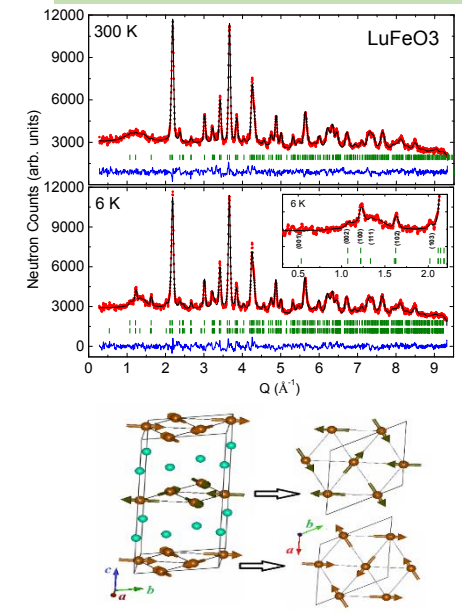 12000
300 K
LuFeO3
9000
6000
3000
12000
6 K
9000
6000
3000
0
Neutron Counts (arb. units)
6 K
(001)
(002)
(100)
(111)
(102)
(103)
0.5
1.0
1.5
2.0
0 1 2 3 4 5 6 7 8 9
Q (Å⁻¹)
c
b
a
b
a